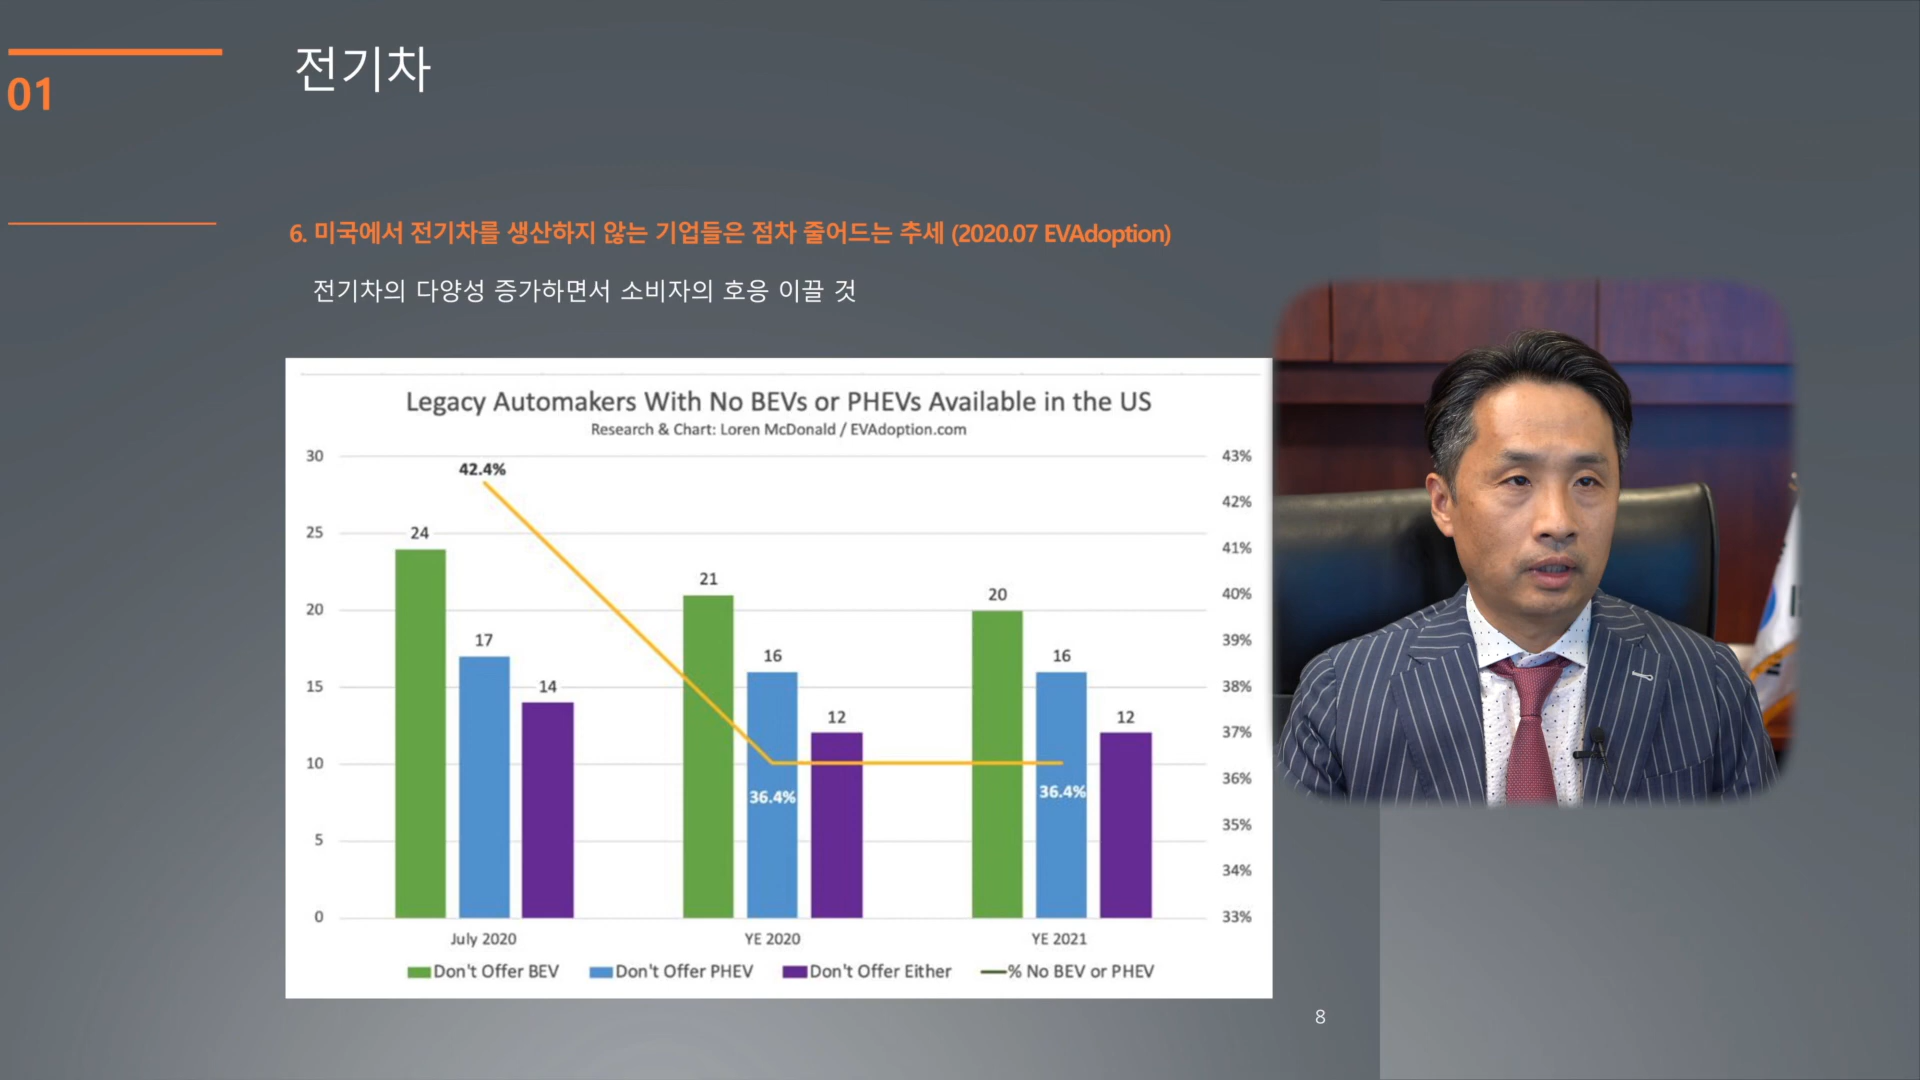 01
전기차
6. 미국에서 전기차를 생산하지 않는 기업들은 점차 줄어드는 추세 (2020.07 EVAdoption)
전기차의 다양성 증가하면서 소비자의 호응 이끌 것
Legacy Automakers With No BEVs or PHEVs Available in the US
Research & Chart: Loren McDonald / EVAdoption.com
30
25
20
15
10
5
0
43%
42%
41%
40%
39%
38%
37%
36%
35%
34%
33%
42.4%
24
17
14
21
16
12
36.4%
20
16
12
36.4%
July 2020
YE 2020
YE 2021
Don't Offer BEV
Don't Offer PHEV
Don't Offer Either
% No BEV or PHEV
8